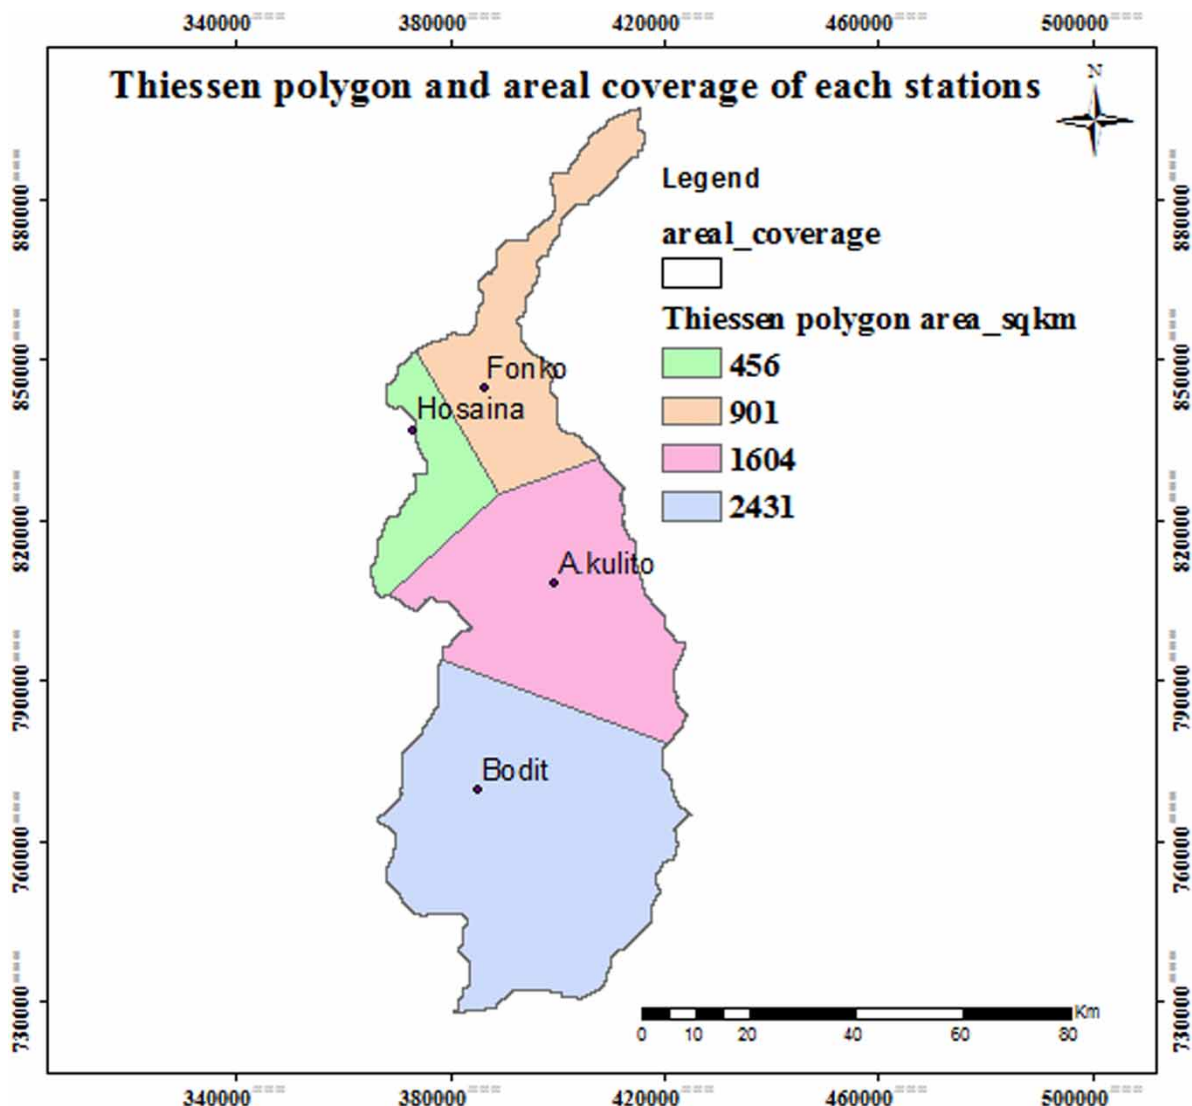 340000 380000 420000 460000 500000
Thiessen polygon and areal coverage of each stations
N
Legend
areal_coverage
Thiessen polygon area_sqkm
456
901
1604
2431
Fonko
Hosaina
A.kulito
Bodit
880000 880000
850000 850000
820000 820000
790000 790000
760000 760000
730000 730000
Km
0 10 20 40 60 80
340000 380000 420000 460000 500000